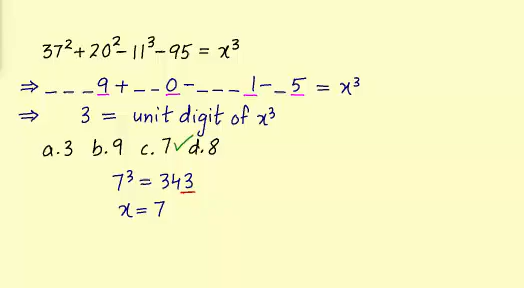 37² + 20² - 11³ - 95 = x³
⇒ _ _ _ 9 + _ _ 0 - _ _ _ 1 - _ 5 = x³
⇒ 3 = unit digit of x³
a. 3 b. 9 c. 7 ✓ d. 8
7³ = 343
x = 7